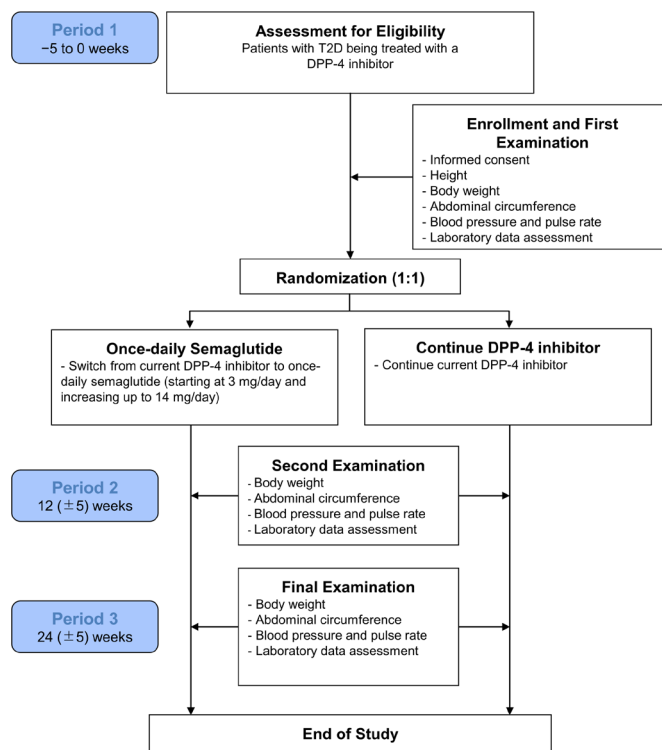 Period 1
−5 to 0 weeks
Assessment for Eligibility
Patients with T2D being treated with a
DPP-4 inhibitor
Enrollment and First
Examination
- Informed consent
- Height
- Body weight
- Abdominal circumference
- Blood pressure and pulse rate
- Laboratory data assessment
Randomization (1:1)
Once-daily Semaglutide
- Switch from current DPP-4 inhibitor to once-
daily semaglutide (starting at 3 mg/day and
increasing up to 14 mg/day)
Continue DPP-4 inhibitor
- Continue current DPP-4 inhibitor
Period 2
12 (±5) weeks
Second Examination
- Body weight
- Abdominal circumference
- Blood pressure and pulse rate
- Laboratory data assessment
Period 3
24 (±5) weeks
Final Examination
- Body weight
- Abdominal circumference
- Blood pressure and pulse rate
- Laboratory data assessment
End of Study